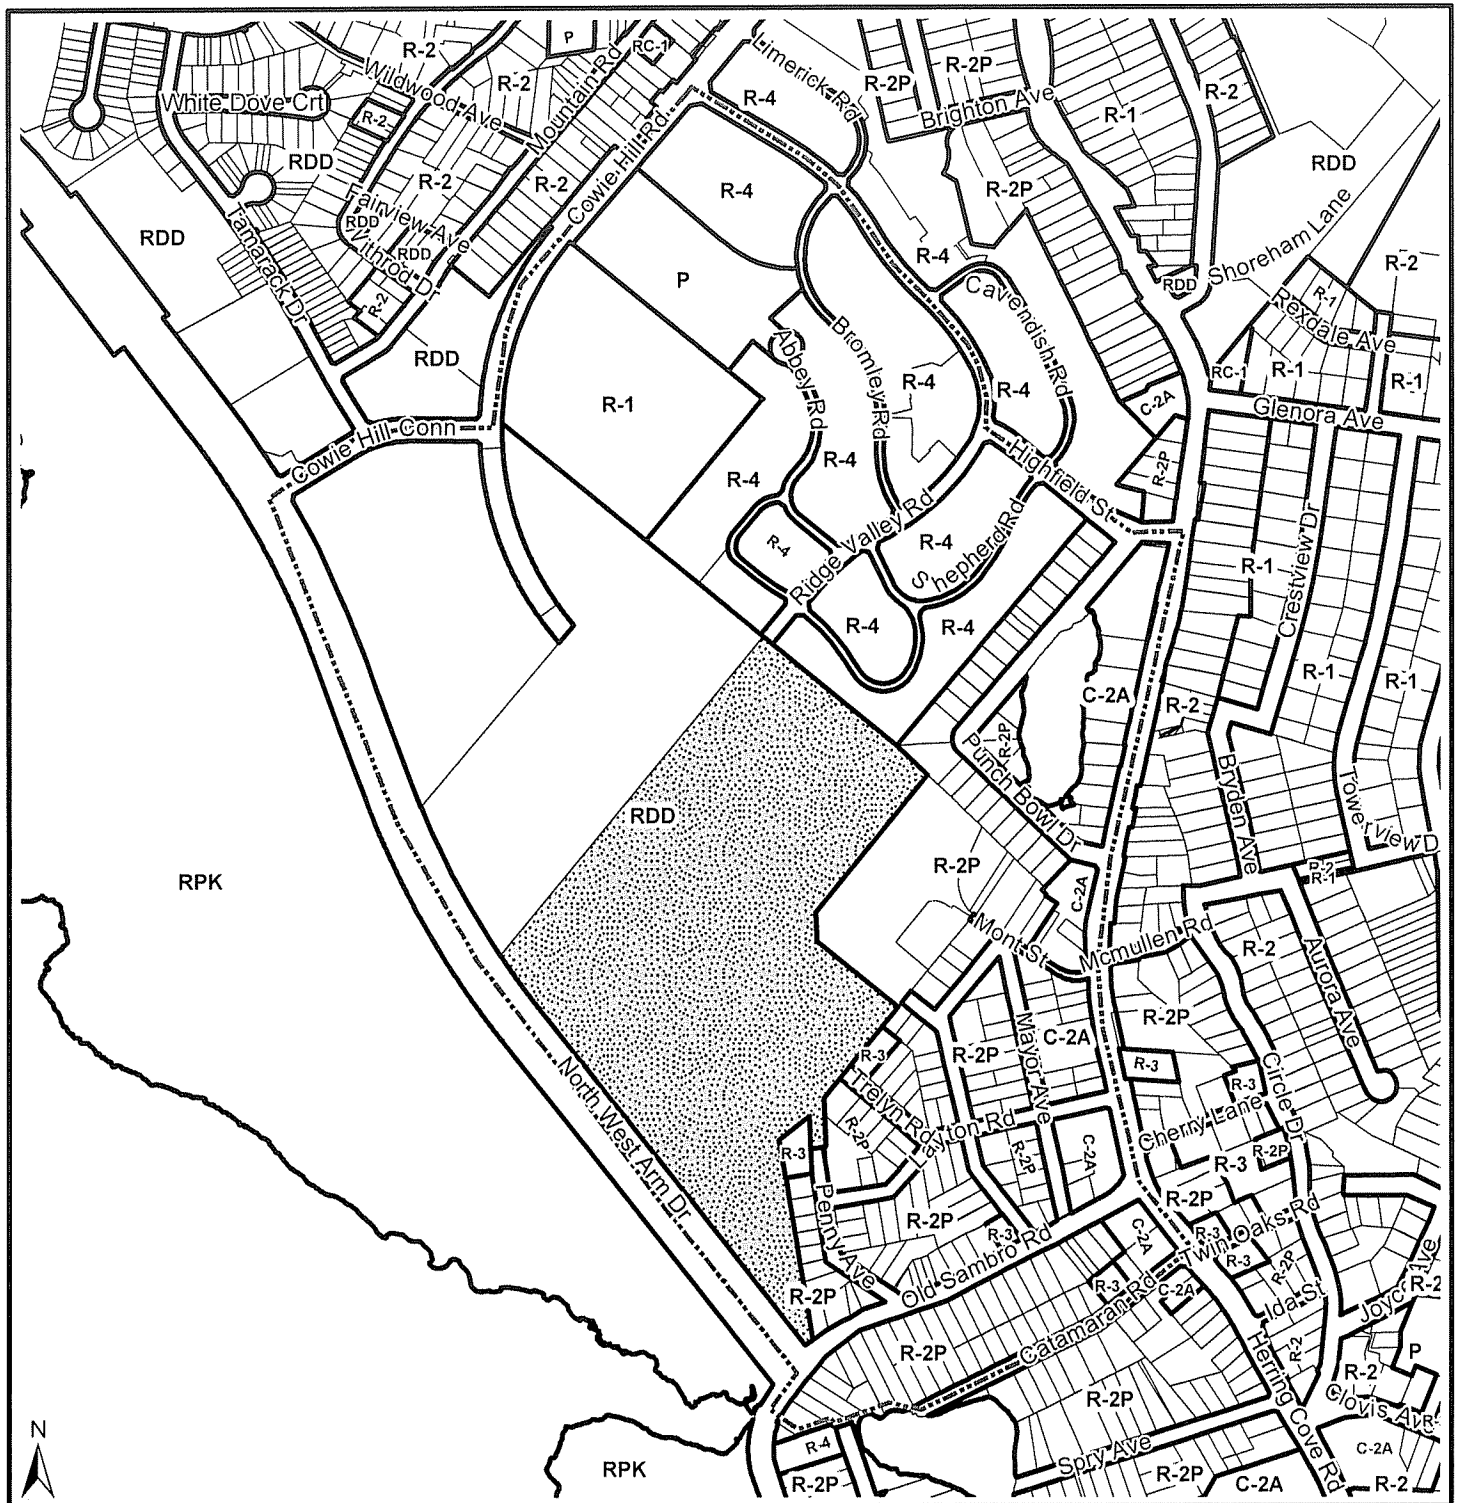 R-2
P
RC-1
Wildwood Ave
R-2
Mountain Rd
Limerick Rd
R-2P
R-2P
R-4
White Dove Crt
R-2
Brighton Ave
R-1
R-2
RDD
Cowie Hill Rd
RDD
R-2
R-2
R-4
R-2P
Fairview Ave
RDD
Withrod Dr
RDD
Tamarack Dr
RDD
R-4
Shoreham Lane
R-2
R-2
P
Cavendish Rd
RDD
R-1
Rexdale Ave
RDD
Abbey Rd
Bromley Rd
R-4
R-4
RC-1
R-1
R-1
R-1
C-2A
Glenora Ave
Cowie Hill Conn
R-4
R-4
Highfield St
R-2P
R-4
Ridge Valley Rd
R-4
Shepherd Rd
R-1
Crestview Dr
R-4
R-4
R-1
R-1
C-2A
R-2
R-2P
Punch Bowl Dr
Bryden Ave
Towerview D
RDD
R-2P
R-1
RPK
C-2A
Mont St
Mcmullen Rd
R-2
Aurora Ave
R-2P
R-2P
C-2A
Mayor Ave
R-3
R-3
Trelyn Rd
R-3
Circle Dr
North West Arm Dr
R-2P
Layton Rd
Cherry Lane
R-3
R-2P
C-2A
R-3
R-2P
Penny Ave
R-2P
R-2P
R-3
Old Sambro Rd
C-2A
R-3
Twin Oaks Rd
R-3
R-2P
R-2P
R-3
Catamaran Rd
C-2A
Ida St
R-2
R-2P
Herring Cove Rd
R-2
P
R-2
R-2P
Clovis Av
R-
N
R-4
C-2A
RPK
R-2P
Spry Ave
R-2P
C-2A
R-2